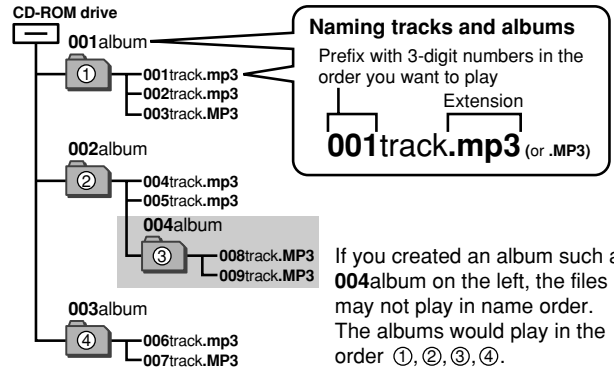 CD-ROM drive
001album
①
001track.mp3
002track.mp3
003track.MP3
002album
②
004track.mp3
005track.mp3
004album
③
008track.MP3
009track.MP3
003album
④
006track.mp3
007track.MP3
Naming tracks and albums
Prefix with 3-digit numbers in the
order you want to play
Extension
001track.mp3 (or .MP3)
If you created an album such a
004album on the left, the files
may not play in name order.
The albums would play in the
order ①, ②, ③, ④.